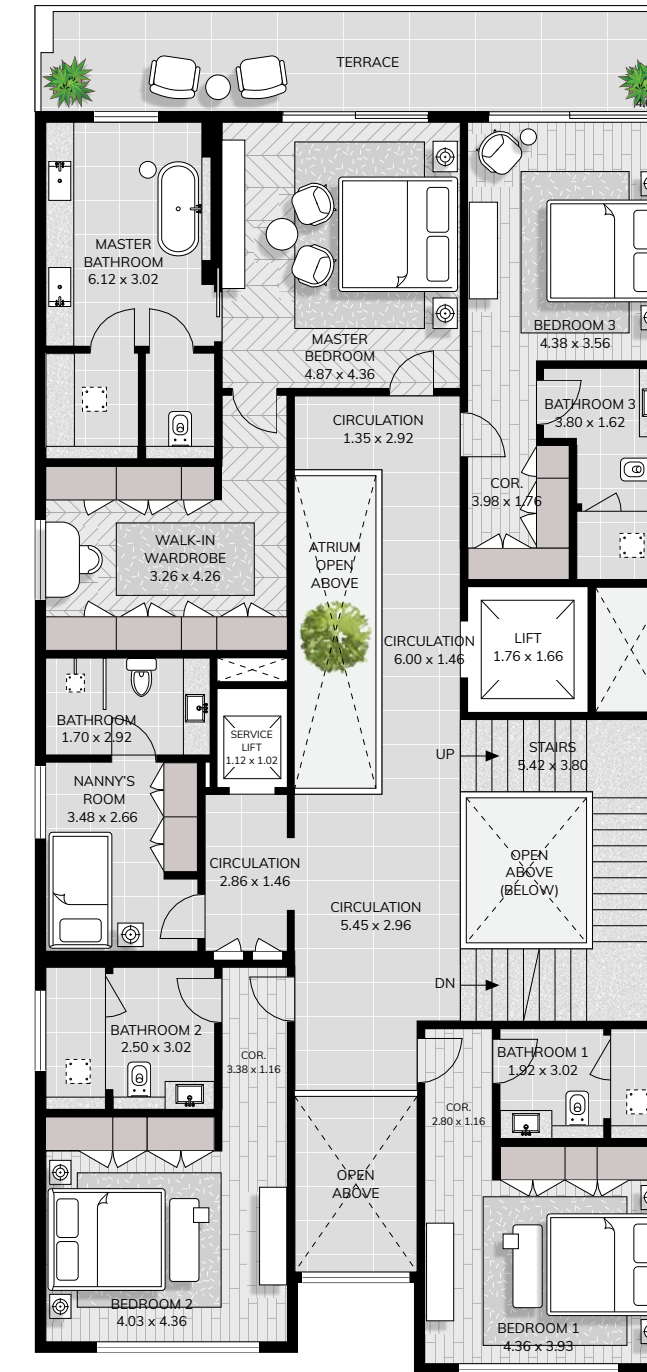 TERRACE
MASTER
BATHROOM
6.12 x 3.02
MASTER
BEDROOM
4.87 x 4.36
BEDROOM 3
4.38 x 3.56
BATHROOM 3
3.80 x 1.62
CIRCULATION
1.35 x 2.92
COR.
3.98 x 1.76
WALK-IN
WARDROBE
3.26 x 4.26
ATRIUM
OPEN
ABOVE
CIRCULATION
6.00 x 1.46
LIFT
1.76 x 1.66
BATHROOM
1.70 x 2.92
SERVICE
LIFT
1.12 x 1.02
UP
STAIRS
5.42 x 3.80
NANNY'S
ROOM
3.48 x 2.66
CIRCULATION
2.86 x 1.46
OPEN
ABOVE
(BELOW)
CIRCULATION
5.45 x 2.96
DN
BATHROOM 2
2.50 x 3.02
COR.
3.38 x 1.16
BATHROOM 1
1.92 x 3.02
COR.
2.80 x 1.16
OPEN
ABOVE
BEDROOM 2
4.03 x 4.36
BEDROOM 1
4.36 x 3.93